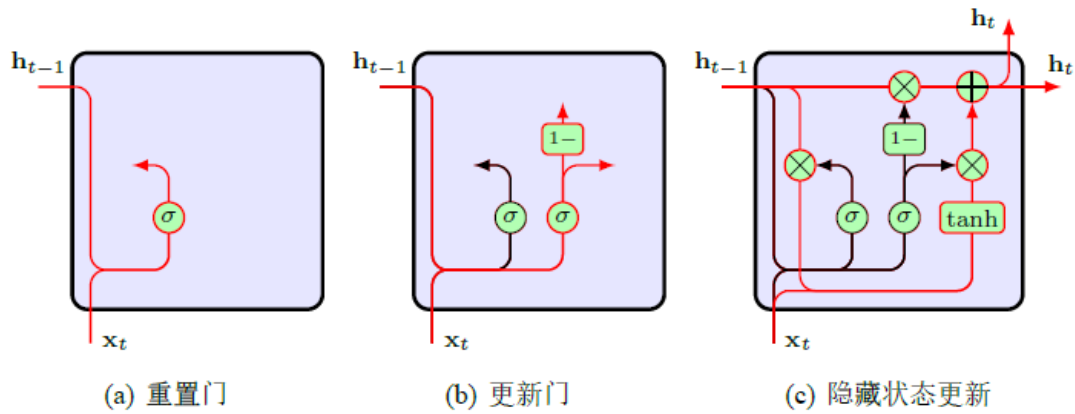 h_t
h_{t−1} h_{t−1} h_{t−1} h_t
1− 1−
σ σ σ σ σ tanh
x_t x_t x_t
(a) 重置门 (b) 更新门 (c) 隐藏状态更新